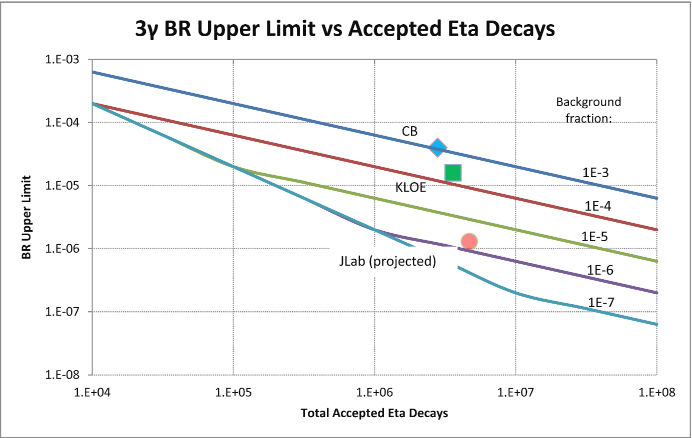 3γ BR Upper Limit vs Accepted Eta Decays
1.E-03
1.E-04
1.E-05
1.E-06
1.E-07
1.E-08
BR Upper Limit
Background
fraction:
CB
KLOE
JLab (projected)
1E-3
1E-4
1E-5
1E-6
1E-7
1.E+04
1.E+05
1.E+06
1.E+07
1.E+08
Total Accepted Eta Decays